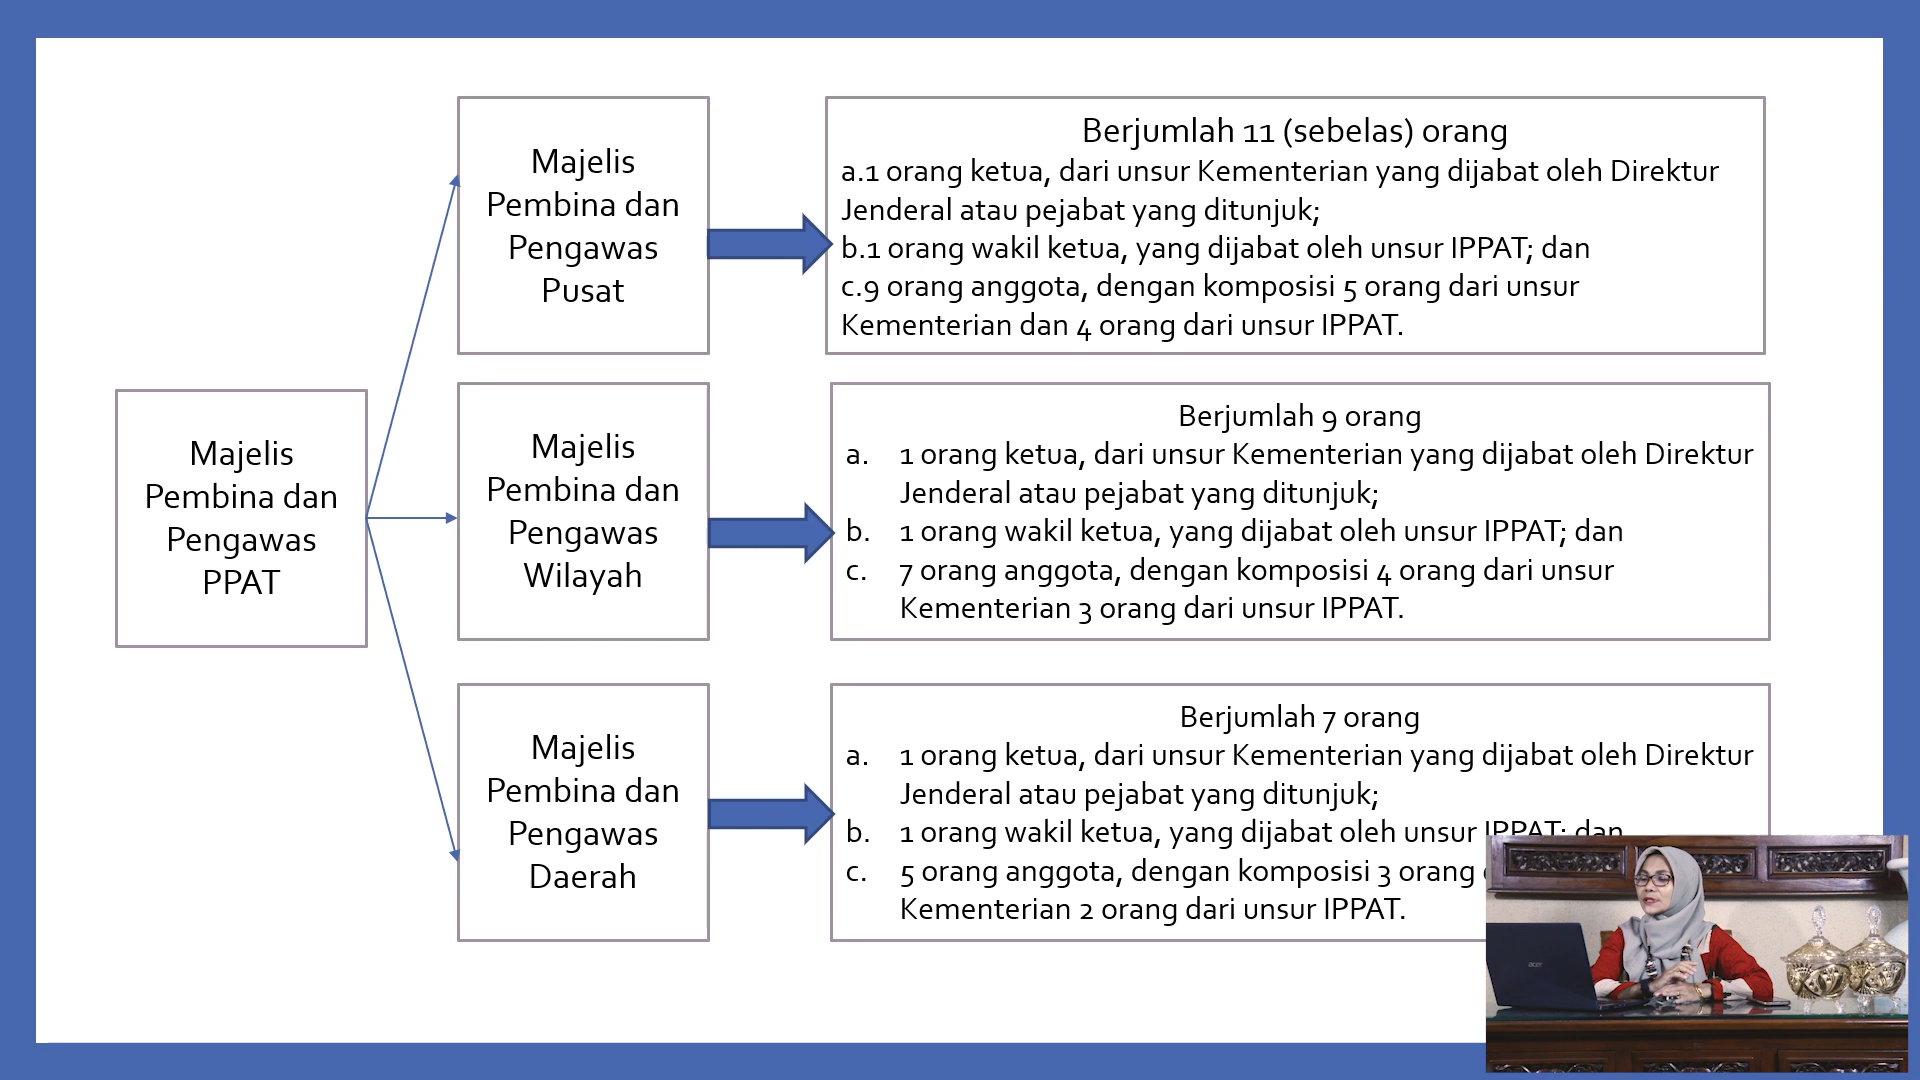 Majelis
Pembina dan
Pengawas
PPAT
Majelis
Pembina dan
Pengawas
Pusat
Berjumlah 11 (sebelas) orang
a.1 orang ketua, dari unsur Kementerian yang dijabat oleh Direktur
Jenderal atau pejabat yang ditunjuk;
b.1 orang wakil ketua, yang dijabat oleh unsur IPPAT; dan
c.9 orang anggota, dengan komposisi 5 orang dari unsur
Kementerian dan 4 orang dari unsur IPPAT.
Majelis
Pembina dan
Pengawas
Wilayah
Berjumlah 9 orang
a. 1 orang ketua, dari unsur Kementerian yang dijabat oleh Direktur
Jenderal atau pejabat yang ditunjuk;
b. 1 orang wakil ketua, yang dijabat oleh unsur IPPAT; dan
c. 7 orang anggota, dengan komposisi 4 orang dari unsur
Kementerian 3 orang dari unsur IPPAT.
Majelis
Pembina dan
Pengawas
Daerah
Berjumlah 7 orang
a. 1 orang ketua, dari unsur Kementerian yang dijabat oleh Direktur
Jenderal atau pejabat yang ditunjuk;
b. 1 orang wakil ketua, yang dijabat oleh unsur IPPAT; dan
c. 5 orang anggota, dengan komposisi 3 orang
Kementerian 2 orang dari unsur IPPAT.
acer